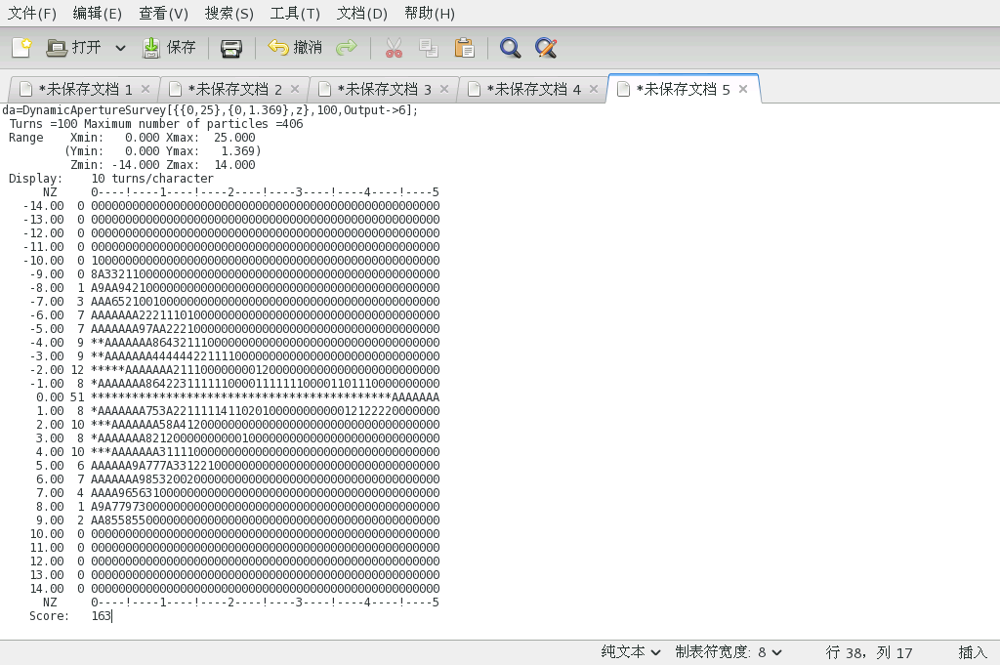 文件(F) 编辑(E) 查看(V) 搜索(S) 工具(T) 文档(D) 帮助(H)
打开 保存 撤消
*未保存文档 1 *未保存文档 2 *未保存文档 3 *未保存文档 4 *未保存文档 5
da=DynamicApertureSurvey[{{0,25},{0,1.369},z},100,Output->6];
Turns =100 Maximum number of particles =406
Range    Xmin:   0.000 Xmax:  25.000
(Ymin:   0.000 Ymax:   1.369)
Zmin: -14.000 Zmax:  14.000
Display:    10 turns/character
NZ     0----!----1----!----2----!----3----!----4----!----5
-14.00  0 000000000000000000000000000000000000000000000000000
-13.00  0 000000000000000000000000000000000000000000000000000
-12.00  0 000000000000000000000000000000000000000000000000000
-11.00  0 000000000000000000000000000000000000000000000000000
-10.00  0 100000000000000000000000000000000000000000000000000
-9.00  0 8A3321100000000000000000000000000000000000000000000
-8.00  1 A9AA94210000000000000000000000000000000000000000000
-7.00  3 AAA652100100000000000000000000000000000000000000000
-6.00  7 AAAAAAA22211101000000000000000000000000000000000000
-5.00  7 AAAAAAA97AA2221000000000000000000000000000000000000
-4.00  9 **AAAAAAA864321110000000000000000000000000000000000
-3.00  9 **AAAAAAA444444221111000000000000000000000000000000
-2.00 12 *****AAAAAAA211100000000120000000000000000000000000
-1.00  8 *AAAAAAA8642231111110000111111100001101110000000000
0.00 51 ********************************************AAAAAAA
1.00  8 *AAAAAAA753A221111141102010000000000012122220000000
2.00 10 ***AAAAAAA58A41200000000000000000000000000000000000
3.00  8 *AAAAAAA8212000000000010000000000000000000000000000
4.00 10 ***AAAAAAA31111000000000000000000000000000000000000
5.00  6 AAAAAA9A777A331221000000000000000000000000000000000
6.00  7 AAAAAAA98532002000000000000000000000000000000000000
7.00  4 AAAA96563100000000000000000000000000000000000000000
8.00  1 A9A779730000000000000000000000000000000000000000000
9.00  2 AA8558550000000000000000000000000000000000000000000
10.00  0 000000000000000000000000000000000000000000000000000
11.00  0 000000000000000000000000000000000000000000000000000
12.00  0 000000000000000000000000000000000000000000000000000
13.00  0 000000000000000000000000000000000000000000000000000
14.00  0 000000000000000000000000000000000000000000000000000
NZ     0----!----1----!----2----!----3----!----4----!----5
Score:   163
纯文本 制表符宽度: 8 行 38, 列 17 插入